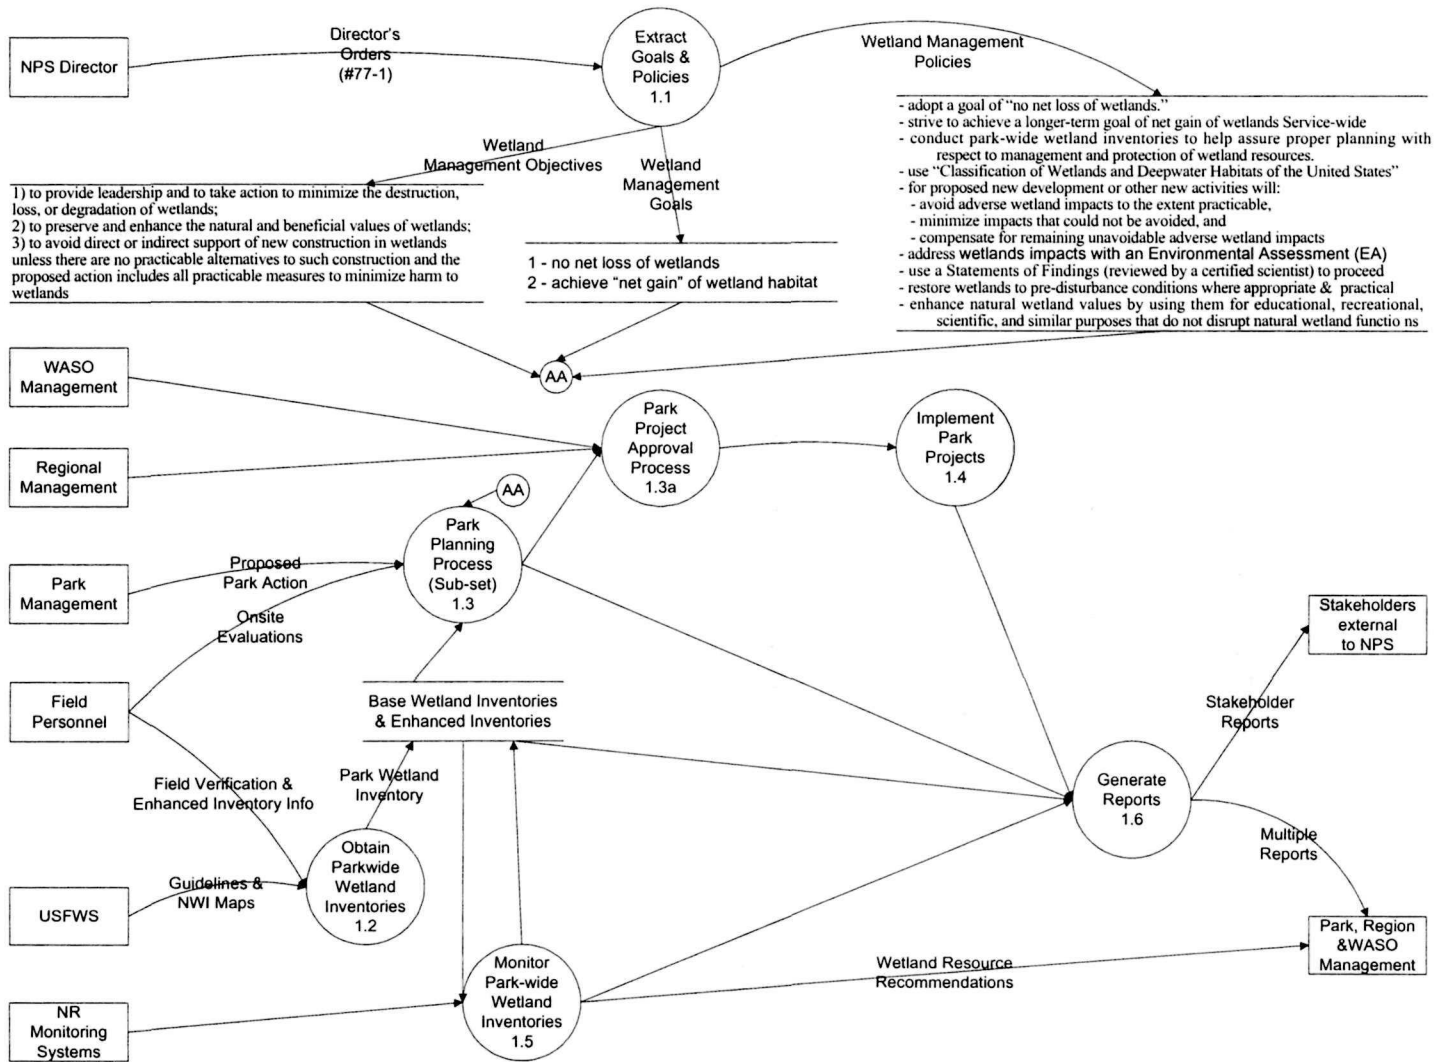 NPS Director
Director's
Orders
(#77-1)
Extract
Goals &
Policies
1.1
Wetland Management
Policies
- adopt a goal of "no net loss of wetlands."
- strive to achieve a longer-term goal of net gain of wetlands Service-wide
- conduct park-wide wetland inventories to help assure proper planning with
respect to management and protection of wetland resources.
- use "Classification of Wetlands and Deepwater Habitats of the United States"
- for proposed new development or other new activities will:
- avoid adverse wetland impacts to the extent practicable,
- minimize impacts that could not be avoided, and
- compensate for remaining unavoidable adverse wetland impacts
- address wetlands impacts with an Environmental Assessment (EA)
- use a Statements of Findings (reviewed by a certified scientist) to proceed
- restore wetlands to pre-disturbance conditions where appropriate & practical
- enhance natural wetland values by using them for educational, recreational,
scientific, and similar purposes that do not disrupt natural wetland functio ns
Wetland
Management Objectives
Wetland
Management
Goals
1) to provide leadership and to take action to minimize the destruction,
loss, or degradation of wetlands;
2) to preserve and enhance the natural and beneficial values of wetlands;
3) to avoid direct or indirect support of new construction in wetlands
unless there are no practicable alternatives to such construction and the
proposed action includes all practicable measures to minimize harm to
wetlands
1 - no net loss of wetlands
2 - achieve "net gain" of wetland habitat
AA
WASO
Management
Regional
Management
Park
Project
Approval
Process
1.3a
Implement
Park
Projects
1.4
AA
Park
Planning
Process
(Sub-set)
1.3
Park
Management
Proposed
Park Action
Onsite
Evaluations
Field
Personnel
Base Wetland Inventories
& Enhanced Inventories
Stakeholders
external
to NPS
Stakeholder
Reports
Field Verification &
Enhanced Inventory Info
Park Wetland
Inventory
Generate
Reports
1.6
Multiple
Reports
Obtain
Parkwide
Wetland
Inventories
1.2
USFWS
Guidelines &
NWI Maps
Park, Region
&WASO
Management
Wetland Resource
Recommendations
Monitor
Park-wide
Wetland
Inventories
1.5
NR
Monitoring
Systems